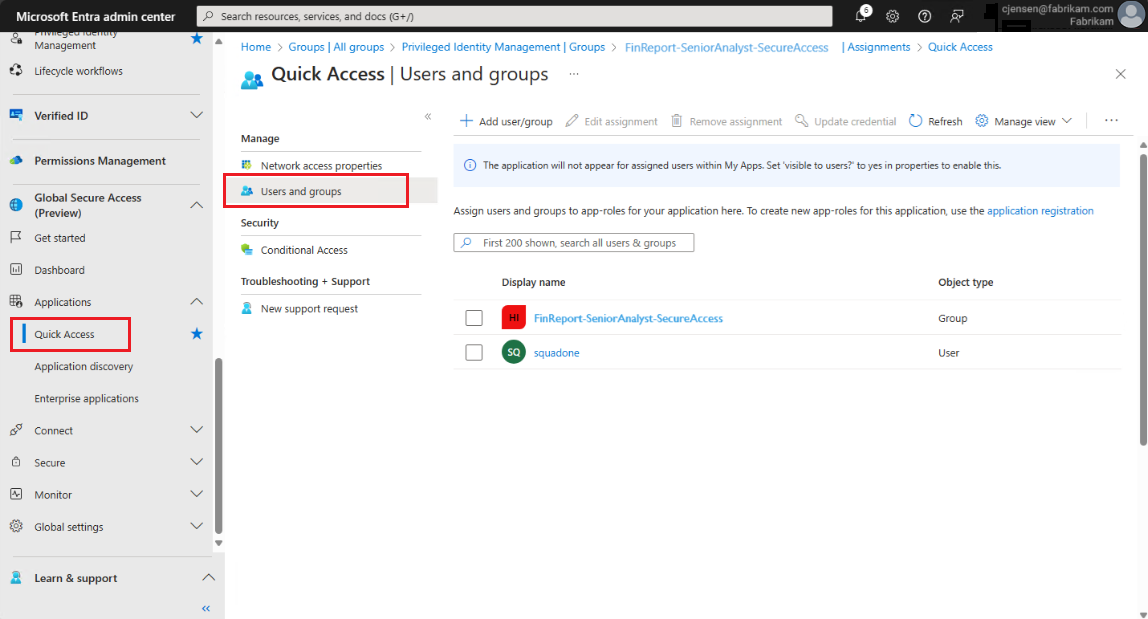 Microsoft Entra admin center
Search resources, services, and docs (G+/)
6
cjensen@fabrikam.com
Fabrikam
Privileged Identity
Management
Lifecycle workflows
Verified ID
Permissions Management
Global Secure Access
(Preview)
Get started
Dashboard
Applications
Quick Access
Application discovery
Enterprise applications
Connect
Secure
Monitor
Global settings
Learn & support
Home > Groups | All groups > Privileged Identity Management | Groups > FinReport-SeniorAnalyst-SecureAccess | Assignments > Quick Access
Quick Access | Users and groups ...
Manage
Network access properties
Users and groups
Security
Conditional Access
Troubleshooting + Support
New support request
Add user/group Edit assignment Remove assignment Update credential Refresh Manage view ...
The application will not appear for assigned users within My Apps. Set 'visible to users?' to yes in properties to enable this.
Assign users and groups to app-roles for your application here. To create new app-roles for this application, use the application registration
First 200 shown, search all users & groups
Display name Object type
HI FinReport-SeniorAnalyst-SecureAccess Group
SQ squadone User